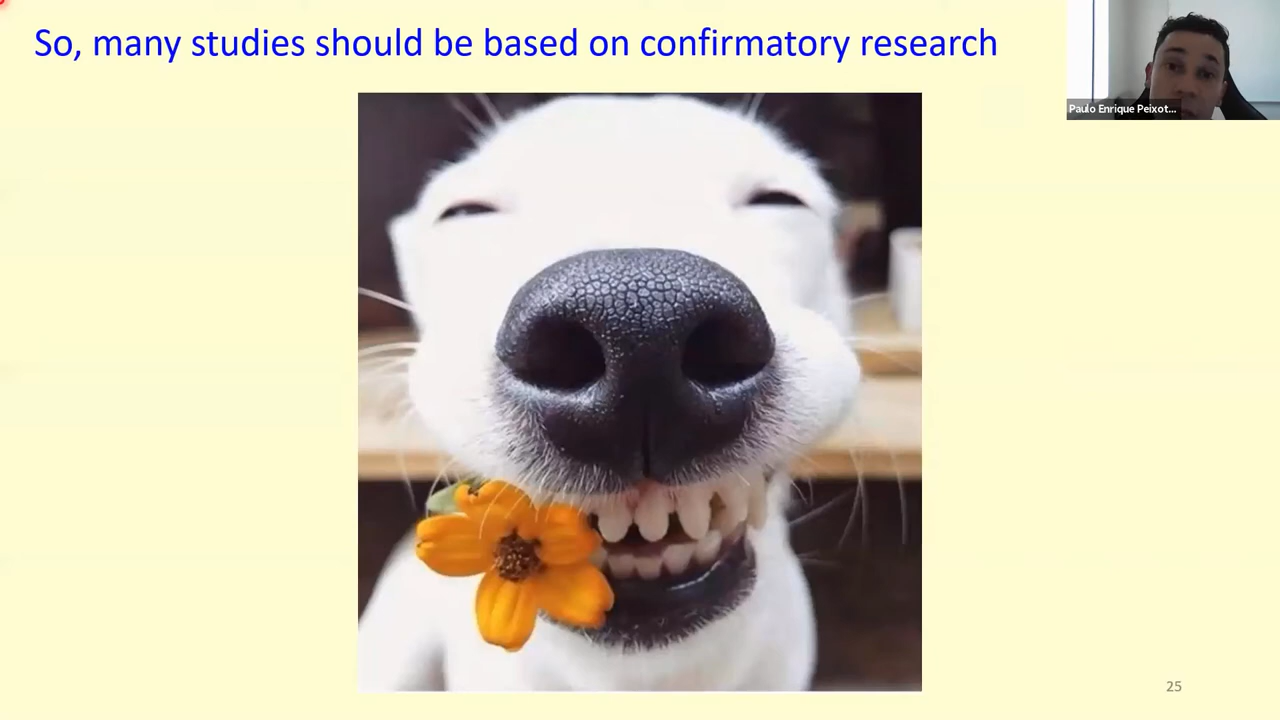 So, many studies should be based on confirmatory research
Paulo Enrique Peixot...
25